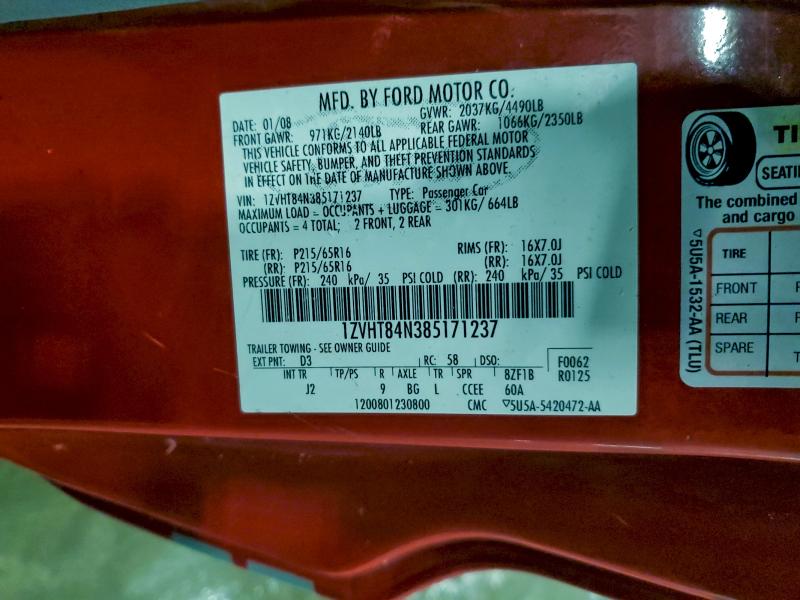 MFD. BY FORD MOTOR CO.
DATE: 01/08 GVWR: 2037KG/4490LB
FRONT GAWR: 971KG/2140LB REAR GAWR: 1066KG/2350LB
THIS VEHICLE CONFORMS TO ALL APPLICABLE FEDERAL MOTOR
VEHICLE SAFETY, BUMPER, AND THEFT PREVENTION STANDARDS
IN EFFECT ON THE DATE OF MANUFACTURE SHOWN ABOVE.
VIN: 1ZVHT84N385171237 TYPE: Passenger Car
MAXIMUM LOAD = OCCUPANTS + LUGGAGE = 301KG/ 664LB
OCCUPANTS = 4 TOTAL; 2 FRONT, 2 REAR
TIRE (FR): P215/65R16 RIMS (FR): 16X7.0J
(RR): P215/65R16 (RR): 16X7.0J
PRESSURE (FR): 240 kPa/ 35 PSI COLD (RR): 240 kPa/ 35 PSI COLD
1ZVHT84N385171237
TRAILER TOWING - SEE OWNER GUIDE
EXT PNT: D3 RC: 58 DSO: F0062
INT TR TP/PS R AXLE TR SPR BZF1B R0125
J2 9 BG L CCEE 60A
1200801230800 CMC ▽5U5A-5420472-AA
TI
SEATI
The combined
and cargo
TIRE
FRONT
REAR
SPARE
▽5U5A-1532-AA (TLU)